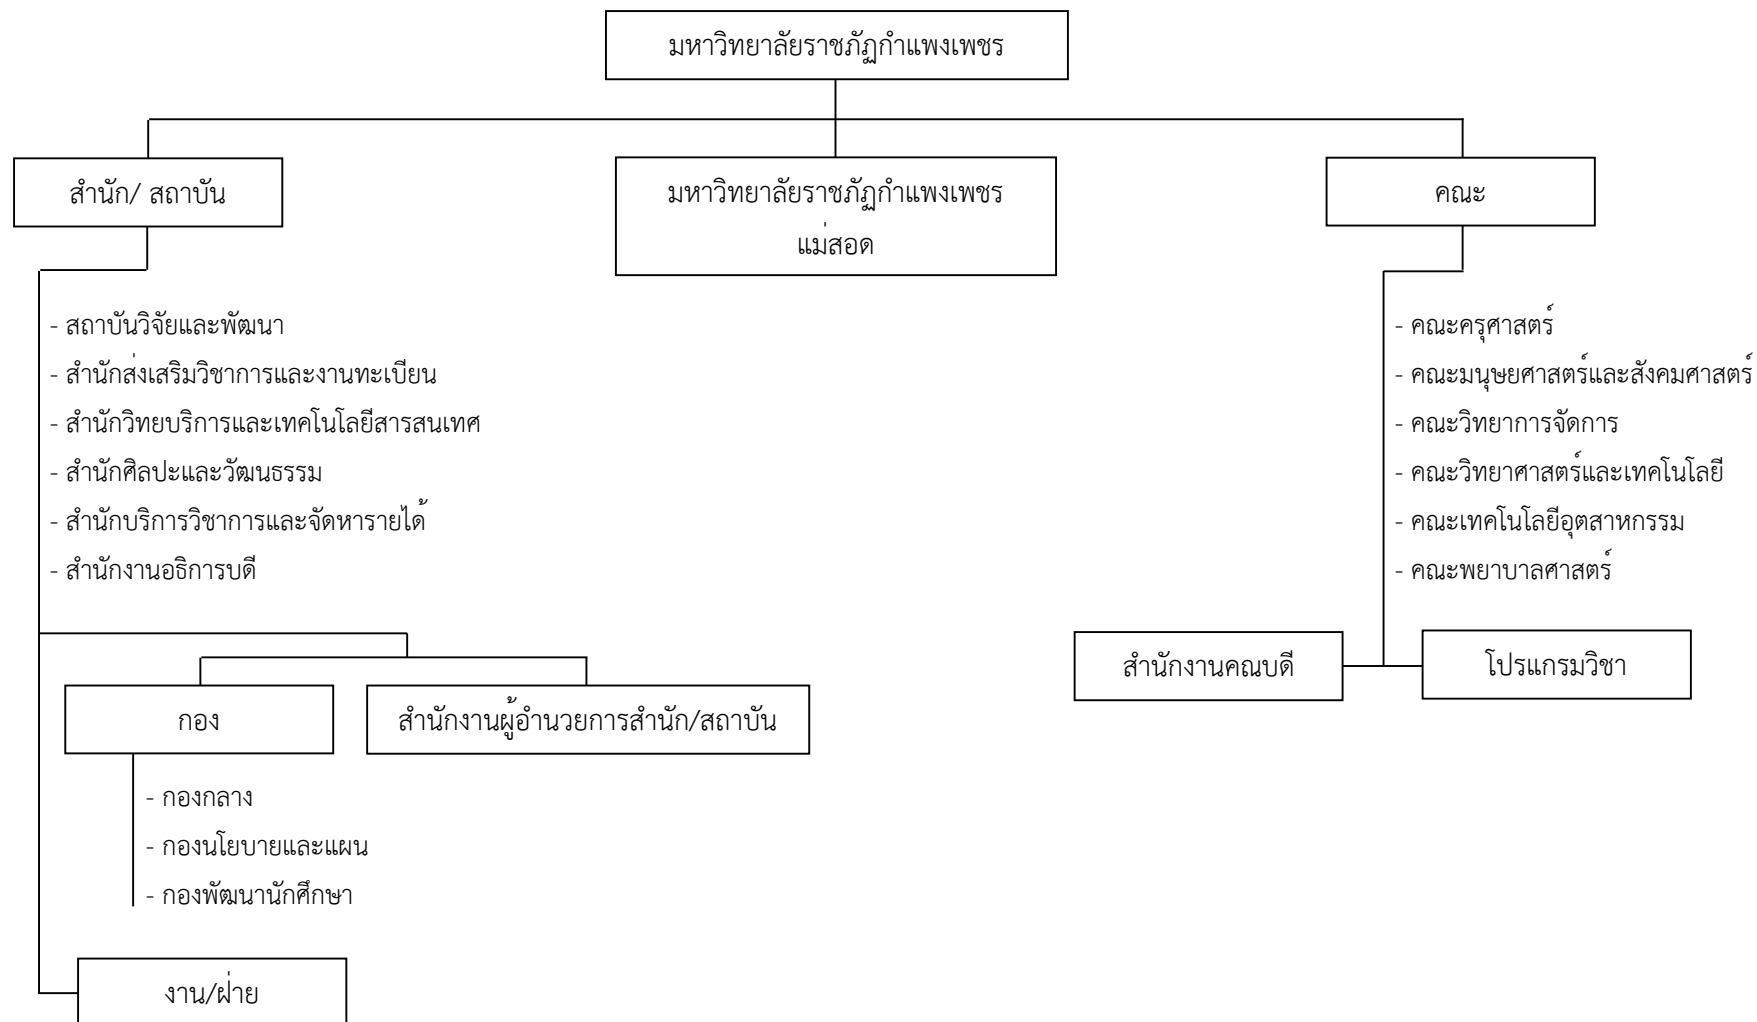 มหาวิทยาลัยราชภัฏกำแพงเพชร
สำนัก/ สถาบัน
มหาวิทยาลัยราชภัฏกำแพงเพชร
แม่สอด
คณะ
- สถาบันวิจัยและพัฒนา
- สำนักส่งเสริมวิชาการและงานทะเบียน
- สำนักวิทยบริการและเทคโนโลยีสารสนเทศ
- สำนักศิลปะและวัฒนธรรม
- สำนักบริการวิชาการและจัดหารายได้
- สำนักงานอธิการบดี
- คณะครุศาสตร์
- คณะมนุษยศาสตร์และสังคมศาสตร์
- คณะวิทยาการจัดการ
- คณะวิทยาศาสตร์และเทคโนโลยี
- คณะเทคโนโลยีอุตสาหกรรม
- คณะพยาบาลศาสตร์
สำนักงานคณบดี
โปรแกรมวิชา
กอง
สำนักงานผู้อำนวยการสำนัก/สถาบัน
- กองกลาง
- กองนโยบายและแผน
- กองพัฒนานักศึกษา
งาน/ฝ่าย